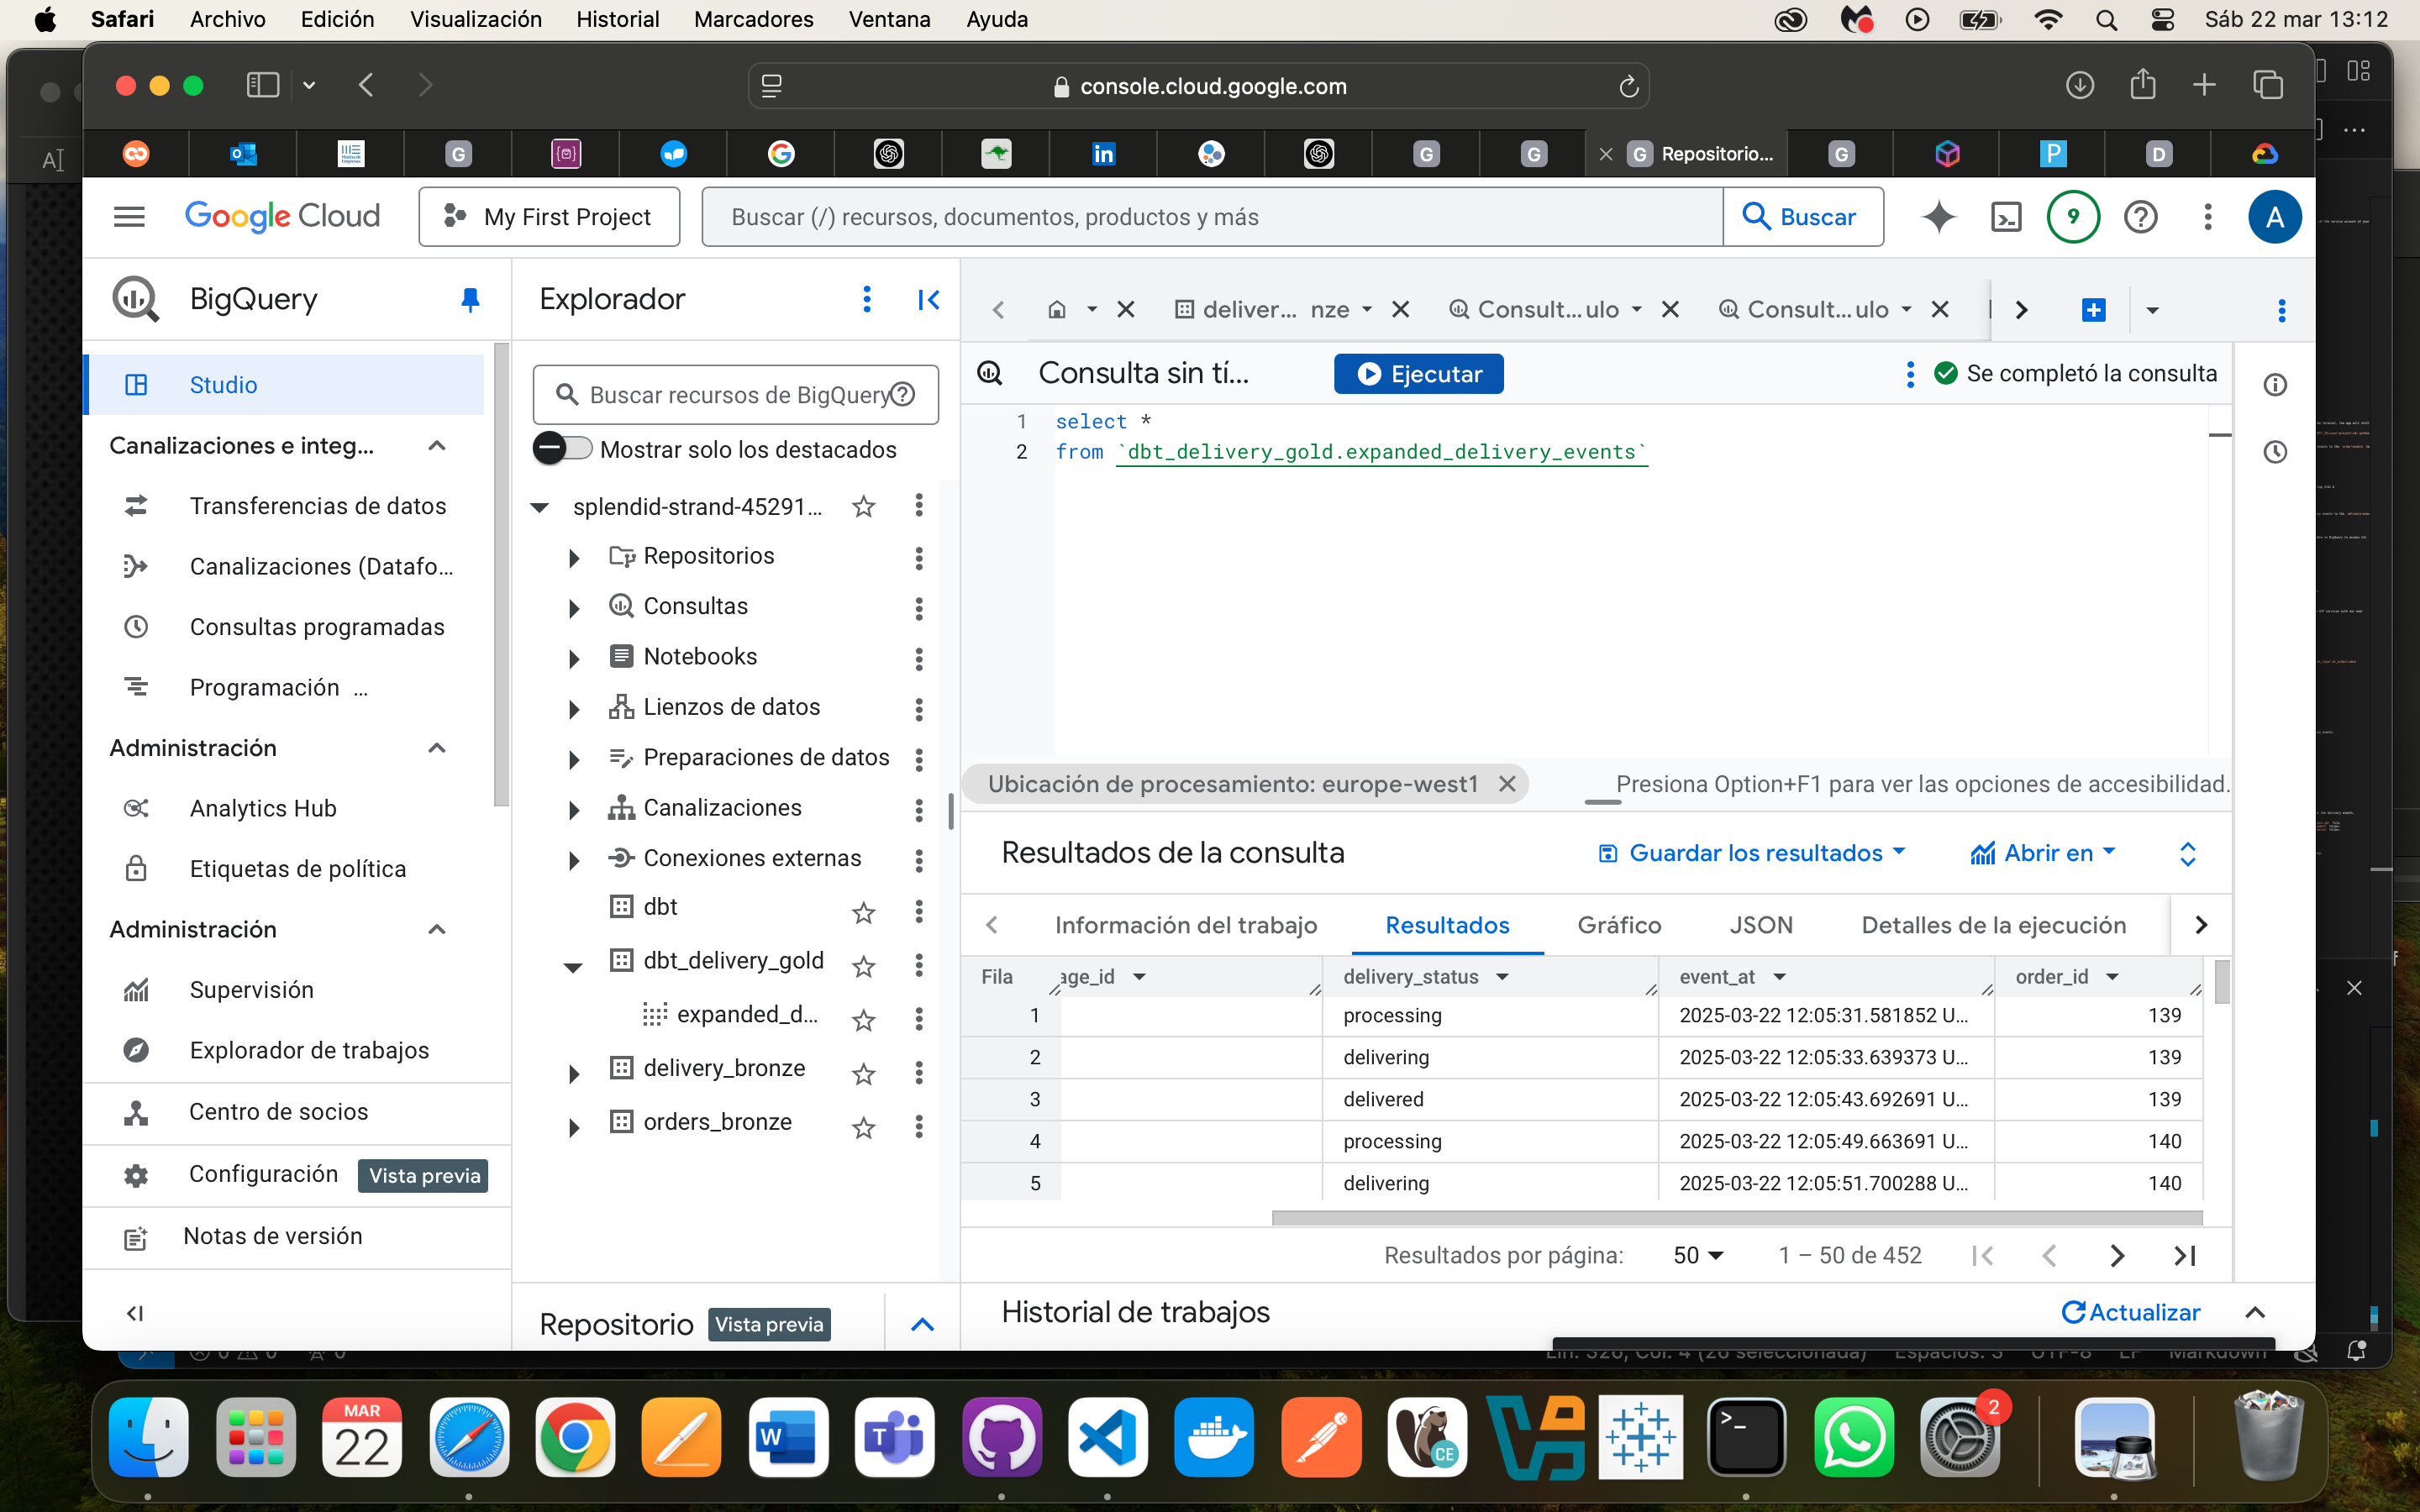 Safari Archivo Edición Visualización Historial Marcadores Ventana Ayuda Sáb 22 mar 13:12
console.cloud.google.com
Repositorio...
Google Cloud My First Project Buscar (/) recursos, documentos, productos y más Buscar 9 A
BigQuery
Studio
Canalizaciones e integ...
Transferencias de datos
Canalizaciones (Datafo...
Consultas programadas
Programación ...
Administración
Analytics Hub
Etiquetas de política
Administración
Supervisión
Explorador de trabajos
Centro de socios
Configuración Vista previa
Notas de versión
Explorador
Buscar recursos de BigQuery
Mostrar solo los destacados
splendid-strand-45291...
Repositorios
Consultas
Notebooks
Lienzos de datos
Preparaciones de datos
Canalizaciones
Conexiones externas
dbt
dbt_delivery_gold
expanded_d...
delivery_bronze
orders_bronze
Repositorio Vista previa
deliver... nze Consult... ulo Consult... ulo
Consulta sin tí... Ejecutar Se completó la consulta
1 select *
2 from `dbt_delivery_gold.expanded_delivery_events`
Ubicación de procesamiento: europe-west1 Presiona Option+F1 para ver las opciones de accesibilidad.
Resultados de la consulta Guardar los resultados Abrir en
Información del trabajo Resultados Gráfico JSON Detalles de la ejecución
Fila age_id delivery_status event_at order_id
1 processing 2025-03-22 12:05:31.581852 U... 139
2 delivering 2025-03-22 12:05:33.639373 U... 139
3 delivered 2025-03-22 12:05:43.692691 U... 139
4 processing 2025-03-22 12:05:49.663691 U... 140
5 delivering 2025-03-22 12:05:51.700288 U... 140
Resultados por página: 50 1 – 50 de 452
Historial de trabajos Actualizar
MAR
22
2